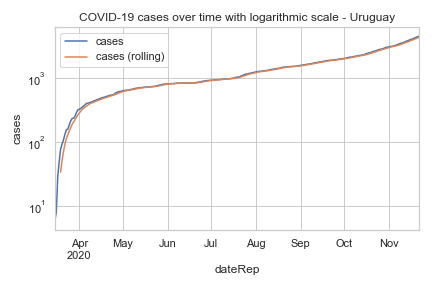 COVID-19 cases over time with logarithmic scale - Uruguay
cases
cases (rolling)
10³
10²
10¹
cases
Apr May Jun Jul Aug Sep Oct Nov
2020
dateRep